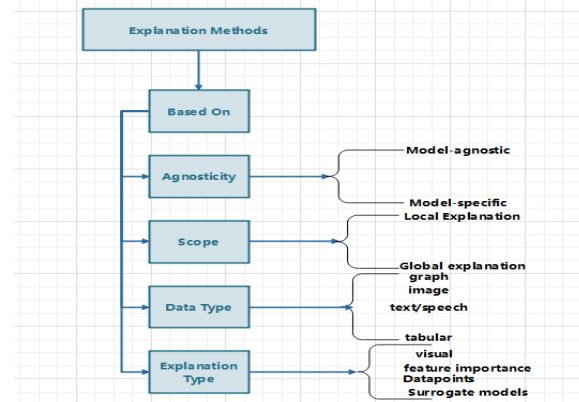 Explanation Methods
Based On
Agnosticity
Model-agnostic
Model-specific
Scope
Local Explanation
Global explanation
Data Type
graph
image
text/speech
tabular
Explanation
Type
visual
feature importance
Datapoints
Surrogate models